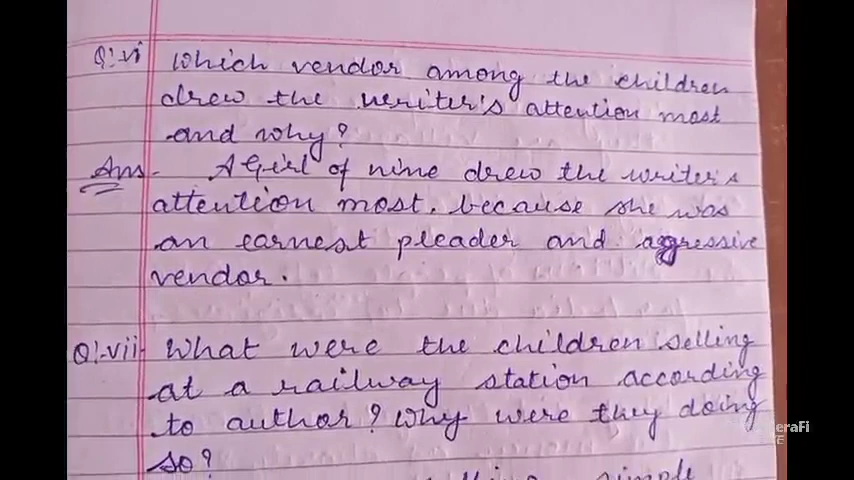 Q:-vi Which vendor among the children
drew the writer's attention most
and why?
Ans- A Girl of nine drew the writer's
attention most. because she was
an earnest pleader and aggressive
vendor.
Q:-vii- What were the children selling
at a railway station according
to author? Why were they doing
so?
simple